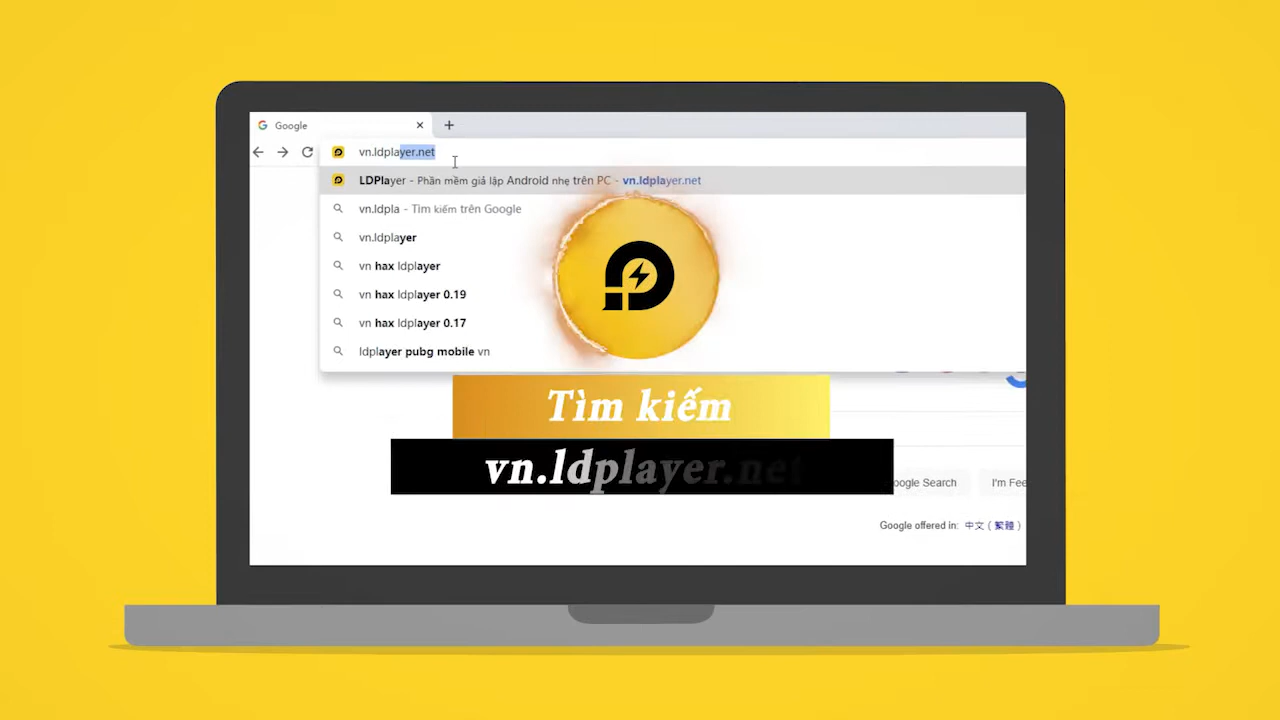 Google
vn.ldplayer.net
LDPlayer - Phần mềm giả lập Android nhẹ trên PC - vn.ldplayer.net
vn.ldpla - Tìm kiếm trên Google
vn.ldplayer
vn hax ldplayer
vn hax ldplayer 0.19
vn hax ldplayer 0.17
ldplayer pubg mobile vn
Tìm kiếm
vn.ldplayer.net
oogle Search
I'm Fee
Google offered in: 中文 ( 繁體 )